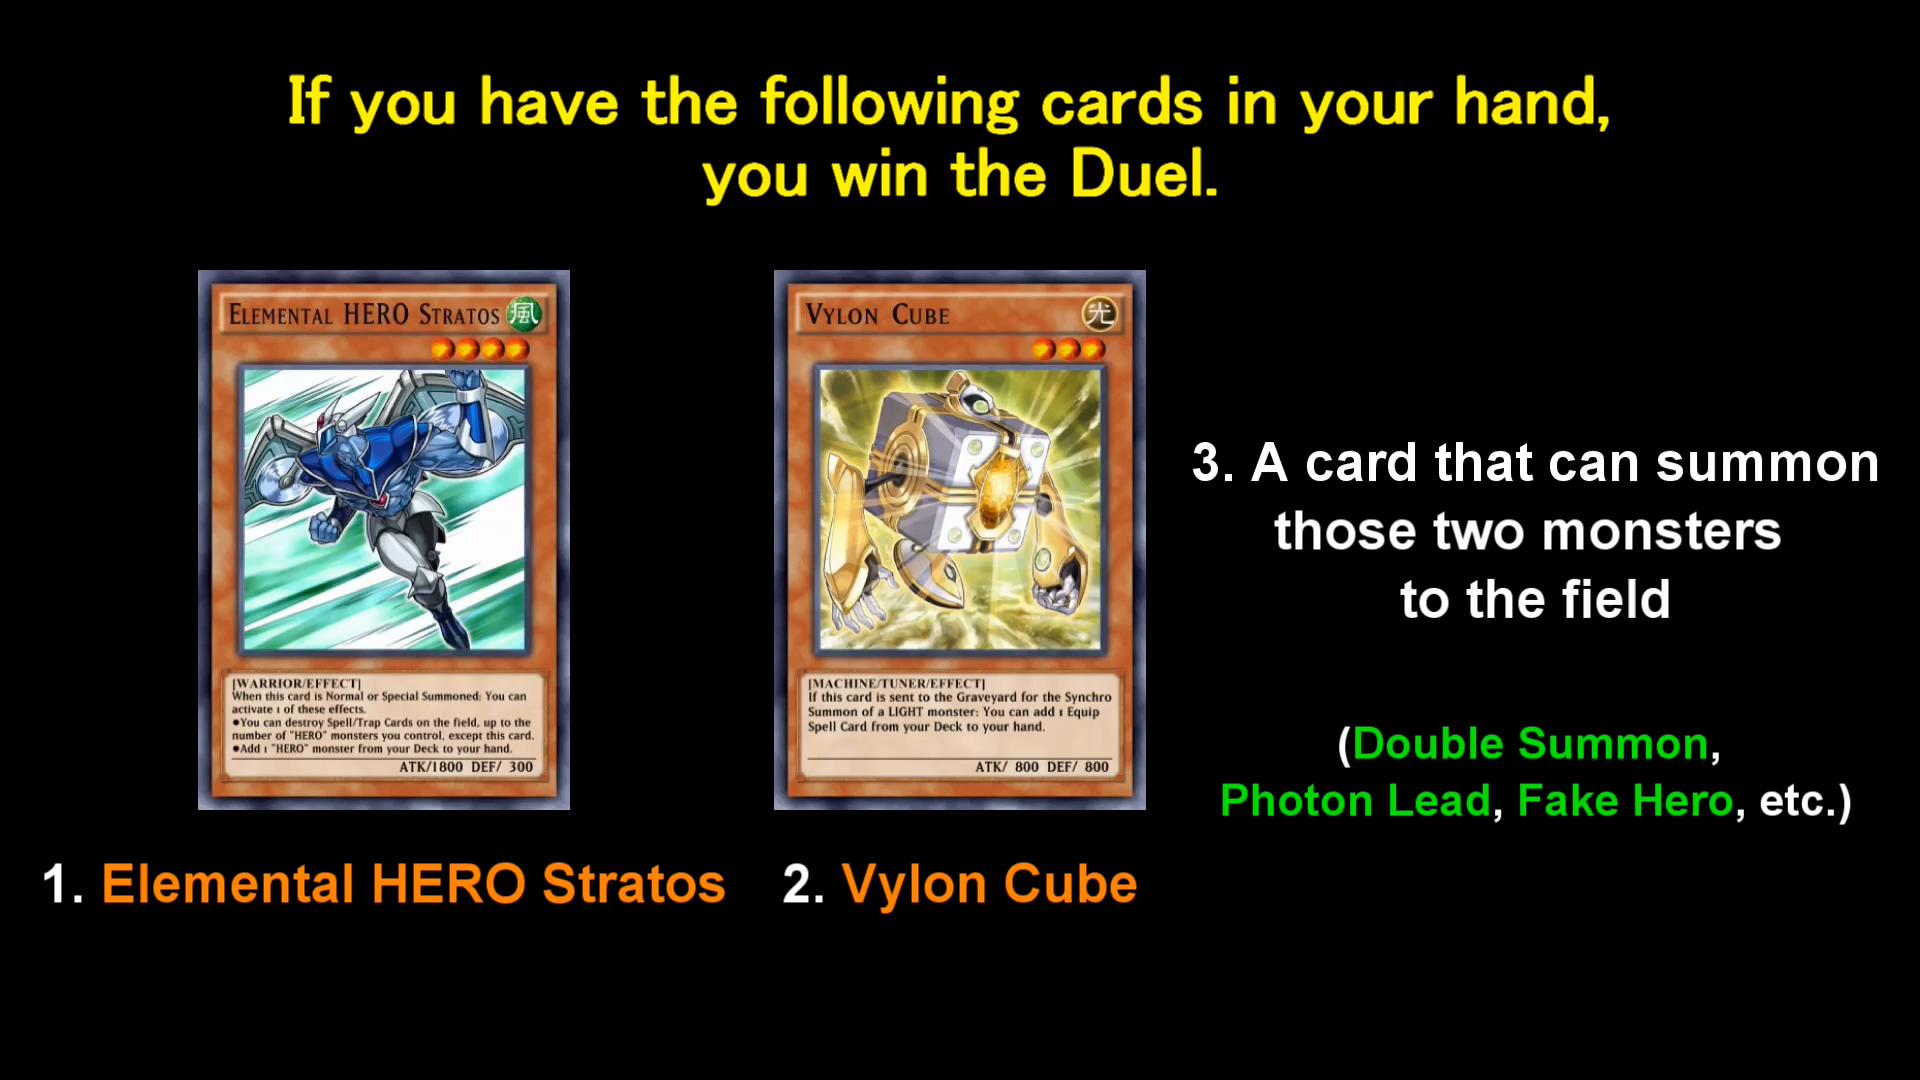 If you have the following cards in your hand,
you win the Duel.
ELEMENTAL HERO STRATOS 風
[WARRIOR/EFFECT]
When this card is Normal or Special Summoned: You can
activate 1 of these effects.
●You can destroy Spell/Trap Cards on the field, up to the
number of "HERO" monsters you control, except this card.
●Add 1 "HERO" monster from your Deck to your hand.
ATK/1800 DEF/ 300
1. Elemental HERO Stratos
VYLON CUBE 光
[MACHINE/TUNER/EFFECT]
If this card is sent to the Graveyard for the Synchro
Summon of a LIGHT monster: You can add 1 Equip
Spell Card from your Deck to your hand.
ATK/ 800 DEF/ 800
2. Vylon Cube
3. A card that can summon
those two monsters
to the field
(Double Summon,
Photon Lead, Fake Hero, etc.)